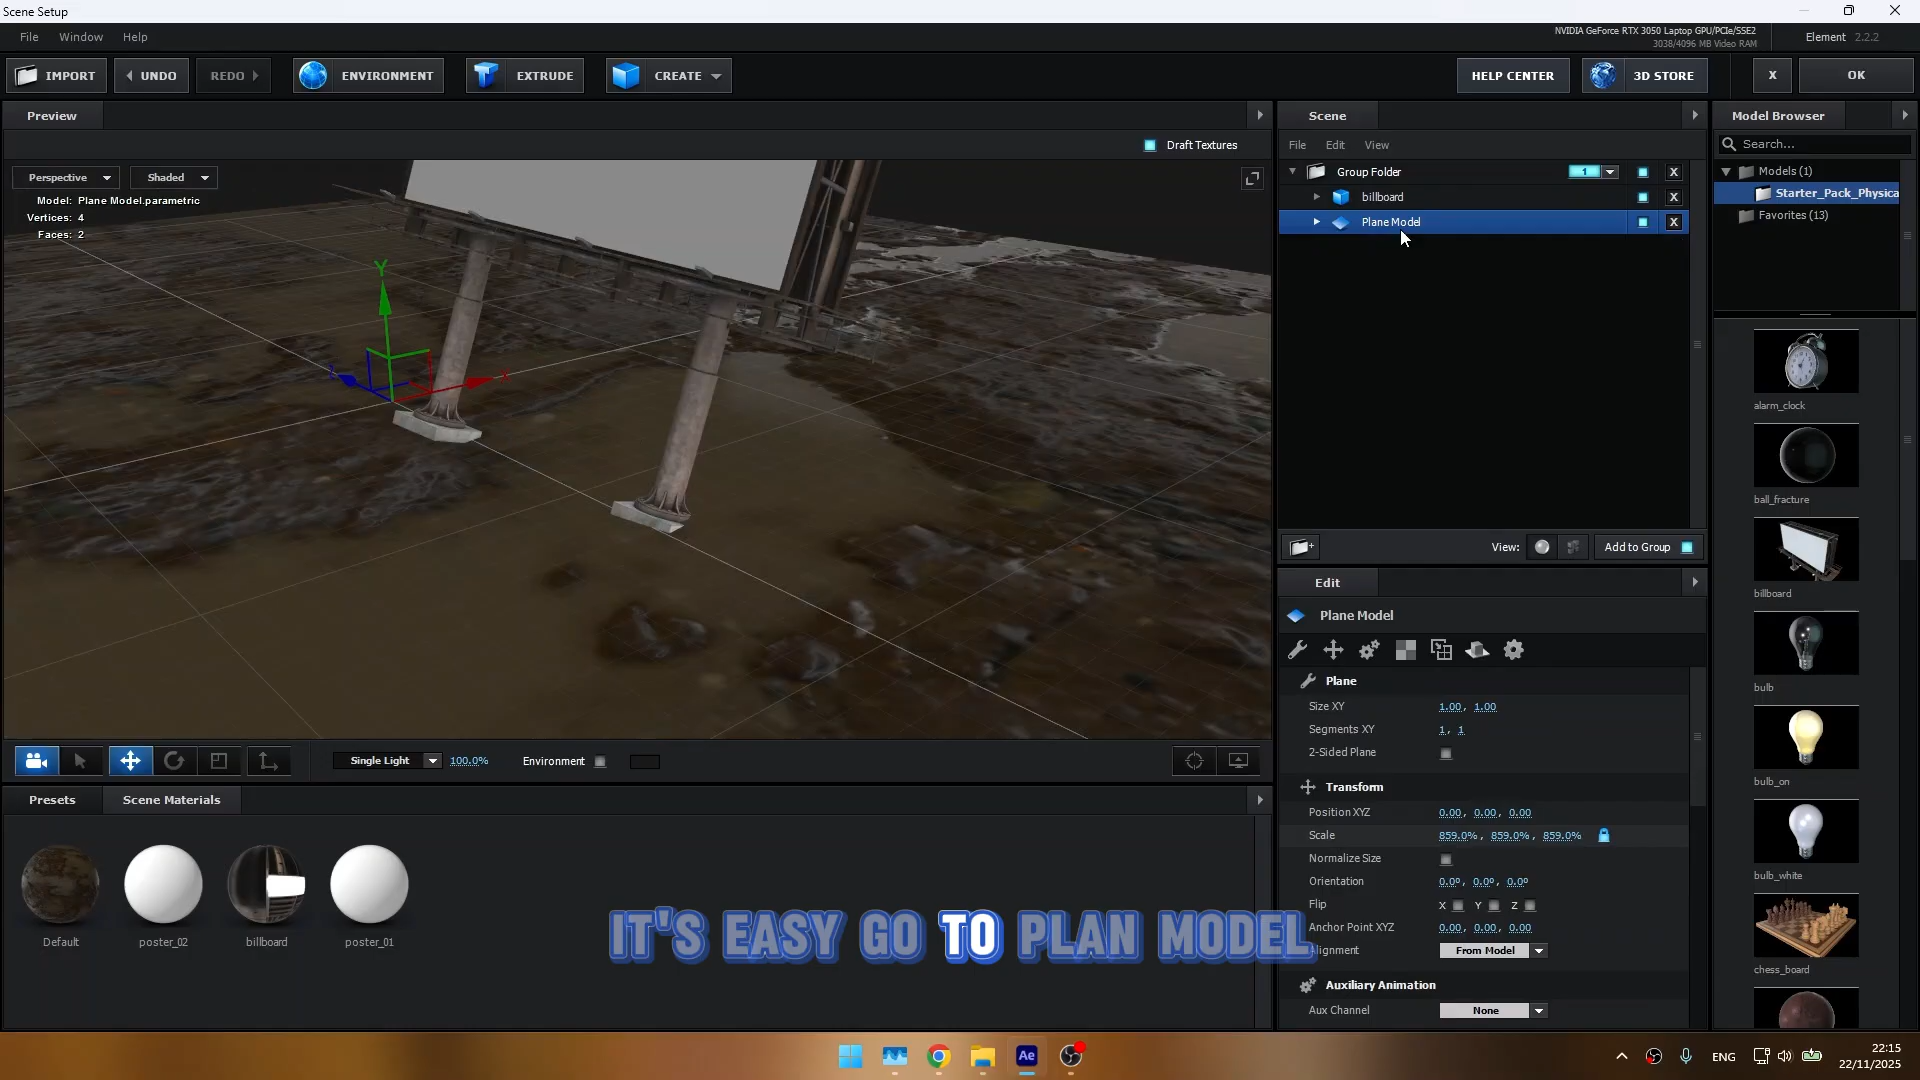 Scene Setup
File Window Help
NVIDIA GeForce RTX 3050 Laptop GPU/PCIe/SSE2
3038/4096 MB Video RAM
Element 2.2.2
IMPORT UNDO REDO ENVIRONMENT EXTRUDE CREATE HELP CENTER 3D STORE X OK
Preview
Draft Textures
Perspective Shaded
Model: Plane Model.parametric
Vertices: 4
Faces: 2
Y
X
Z
Single Light 100.0% Environment
Presets Scene Materials
Default poster_02 billboard poster_01
IT'S EASY GO TO PLAN MODEL
Scene
File Edit View
Group Folder 1 X
billboard X
Plane Model X
View: Add to Group
Edit
Plane Model
Plane
Size XY 1.00, 1.00
Segments XY 1, 1
2-Sided Plane
Transform
Position XYZ 0.00, 0.00, 0.00
Scale 859.0%, 859.0%, 859.0%
Normalize Size
Orientation 0.0º, 0.0º, 0.0º
Flip X Y Z
Anchor Point XYZ 0.00, 0.00, 0.00
Alignment From Model
Auxiliary Animation
Aux Channel None
Model Browser
Search...
Models (1)
Starter_Pack_Physica
Favorites (13)
alarm_clock
ball_fracture
billboard
bulb
bulb_on
bulb_white
chess_board
Ae
ENG
22:15
22/11/2025